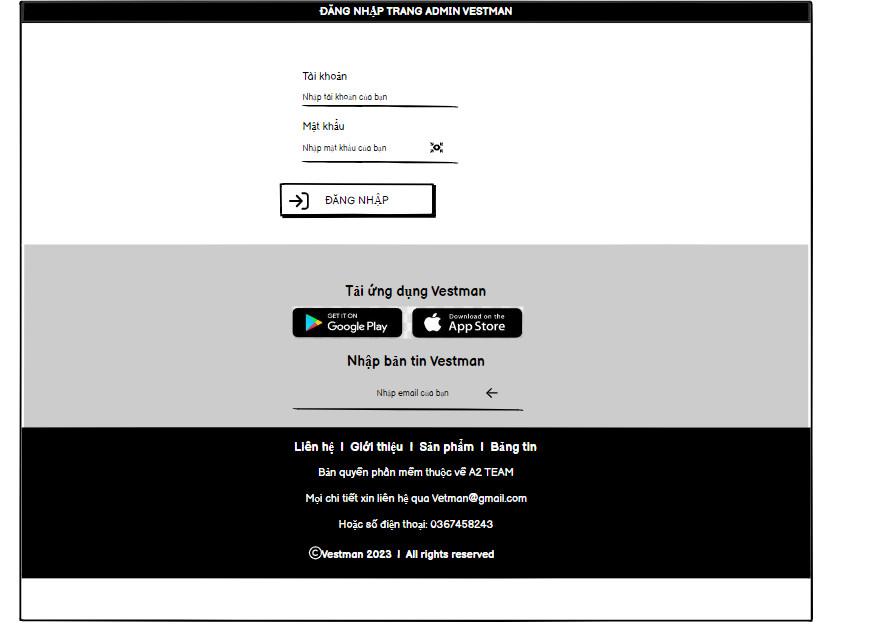 ĐĂNG NHẬP TRANG ADMIN VESTMAN
Tài khoản
Nhập tài khoản của bạn
Mật khẩu
Nhập mật khẩu của bạn
ĐĂNG NHẬP
Tải ứng dụng Vestman
GET IT ON
Google Play
Download on the
App Store
Nhập bản tin Vestman
Nhập email của bạn
Liên hệ I Giới thiệu I Sản phẩm I Bảng tin
Bản quyền phần mềm thuộc về A2 TEAM
Mọi chi tiết xin liên hệ qua Vetman@gmail.com
Hoặc số điện thoại: 0367458243
©Vestman 2023 I All rights reserved